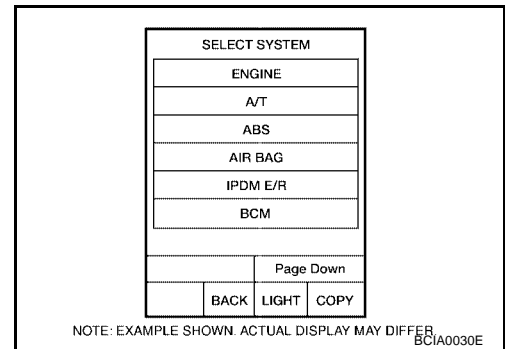 SELECT SYSTEM
ENGINE
A/T
ABS
AIR BAG
IPDM E/R
BCM
Page Down
BACK LIGHT COPY
NOTE: EXAMPLE SHOWN. ACTUAL DISPLAY MAY DIFFER.
BCIA0030E